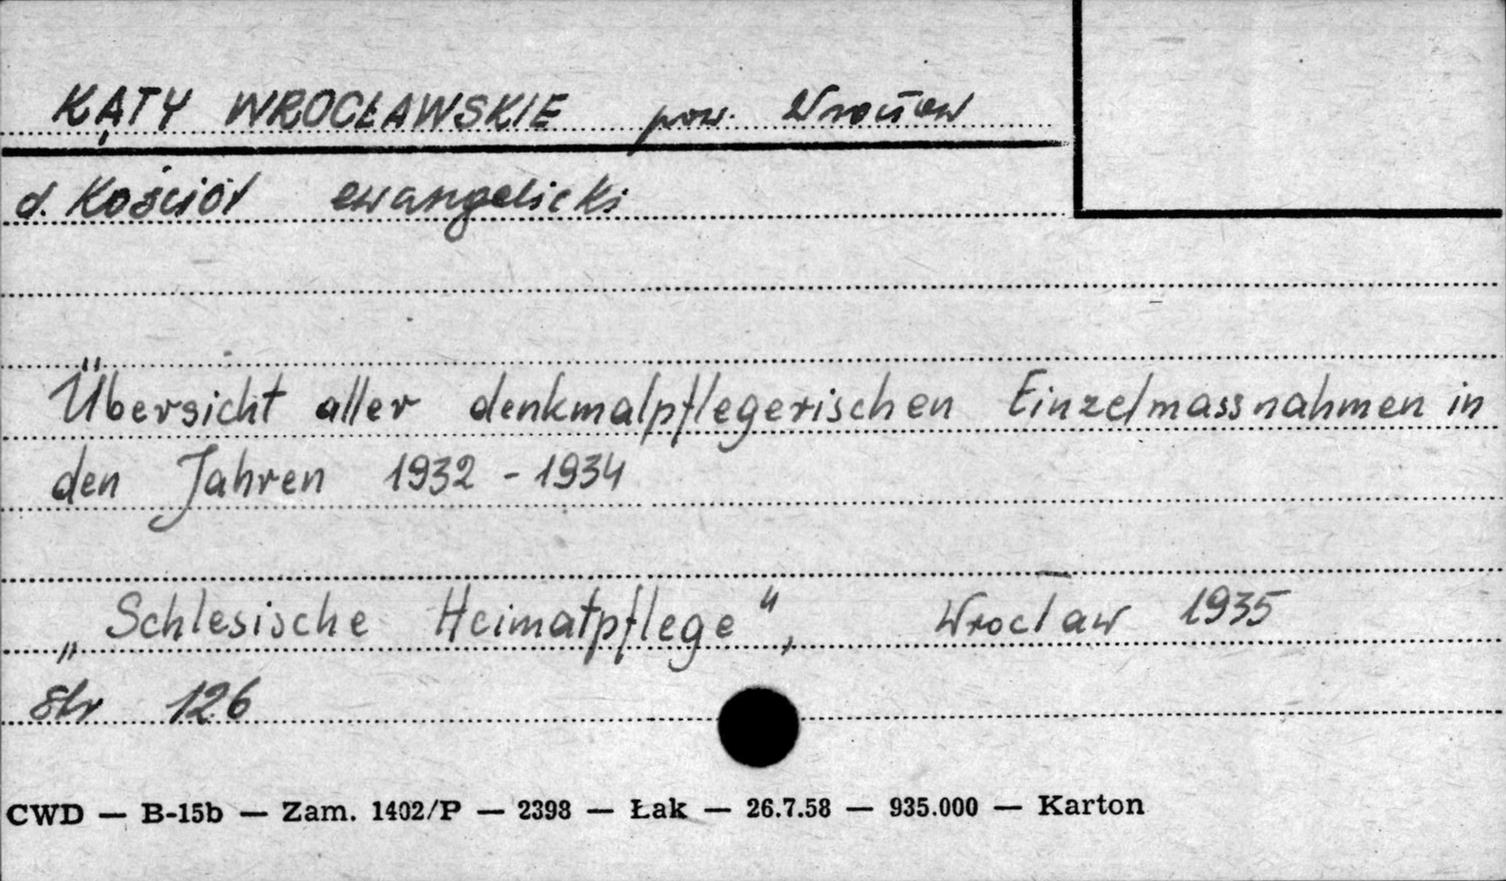 KĄTY WROCŁAWSKIE pow. Wrocław
d. Kościół ewangelicki
Übersicht aller denkmalpflegerischen Einzelmassnahmen in
den Jahren 1932 - 1934
„Schlesische Heimatpflege", Wrocław 1935
str 126
CWD — B-15b — Zam. 1402/P — 2398 — Łak — 26.7.58 — 935.000 — Karton